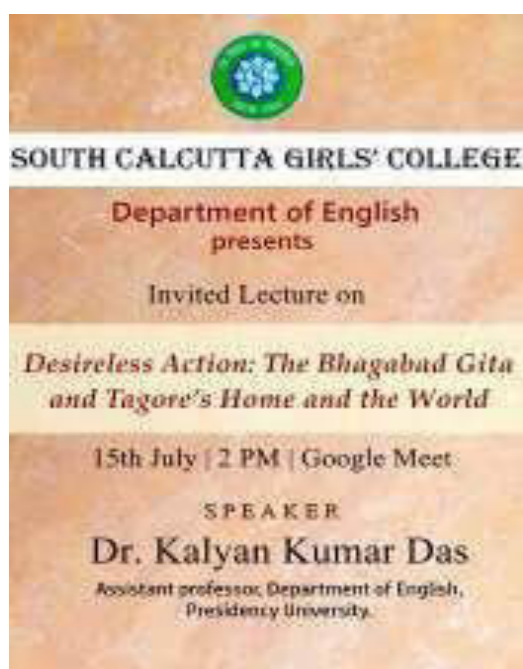 SOUTH CALCUTTA GIRLS' COLLEGE
Department of English
presents
Invited Lecture on
Desireless Action: The Bhagabad Gita
and Tagore's Home and the World
15th July | 2 PM | Google Meet
SPEAKER
Dr. Kalyan Kumar Das
Assistant professor, Department of English,
Presidency University.